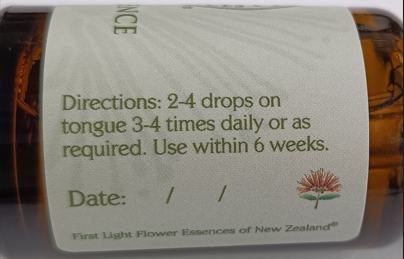 NCE
Directions: 2-4 drops on
tongue 3-4 times daily or as
required. Use within 6 weeks.
Date: / /
First Light Flower Essences of New Zealand®